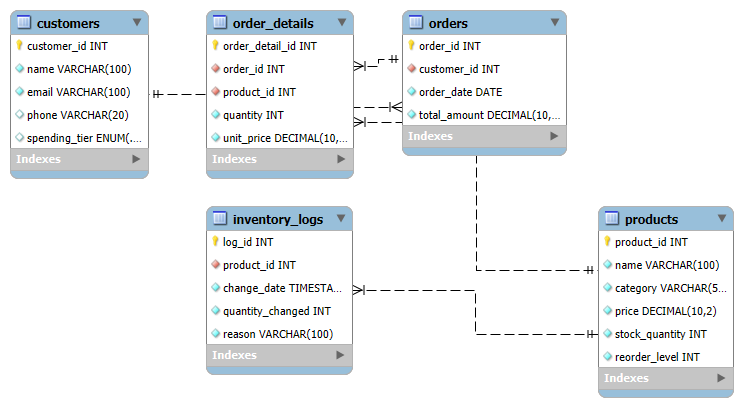 customers
customer_id INT
name VARCHAR(100)
email VARCHAR(100)
phone VARCHAR(20)
spending_tier ENUM(...
Indexes
order_details
order_detail_id INT
order_id INT
product_id INT
quantity INT
unit_price DECIMAL(10,...
Indexes
orders
order_id INT
customer_id INT
order_date DATE
total_amount DECIMAL(10,...
Indexes
inventory_logs
log_id INT
product_id INT
change_date TIMESTA...
quantity_changed INT
reason VARCHAR(100)
Indexes
products
product_id INT
name VARCHAR(100)
category VARCHAR(5...
price DECIMAL(10,2)
stock_quantity INT
reorder_level INT
Indexes